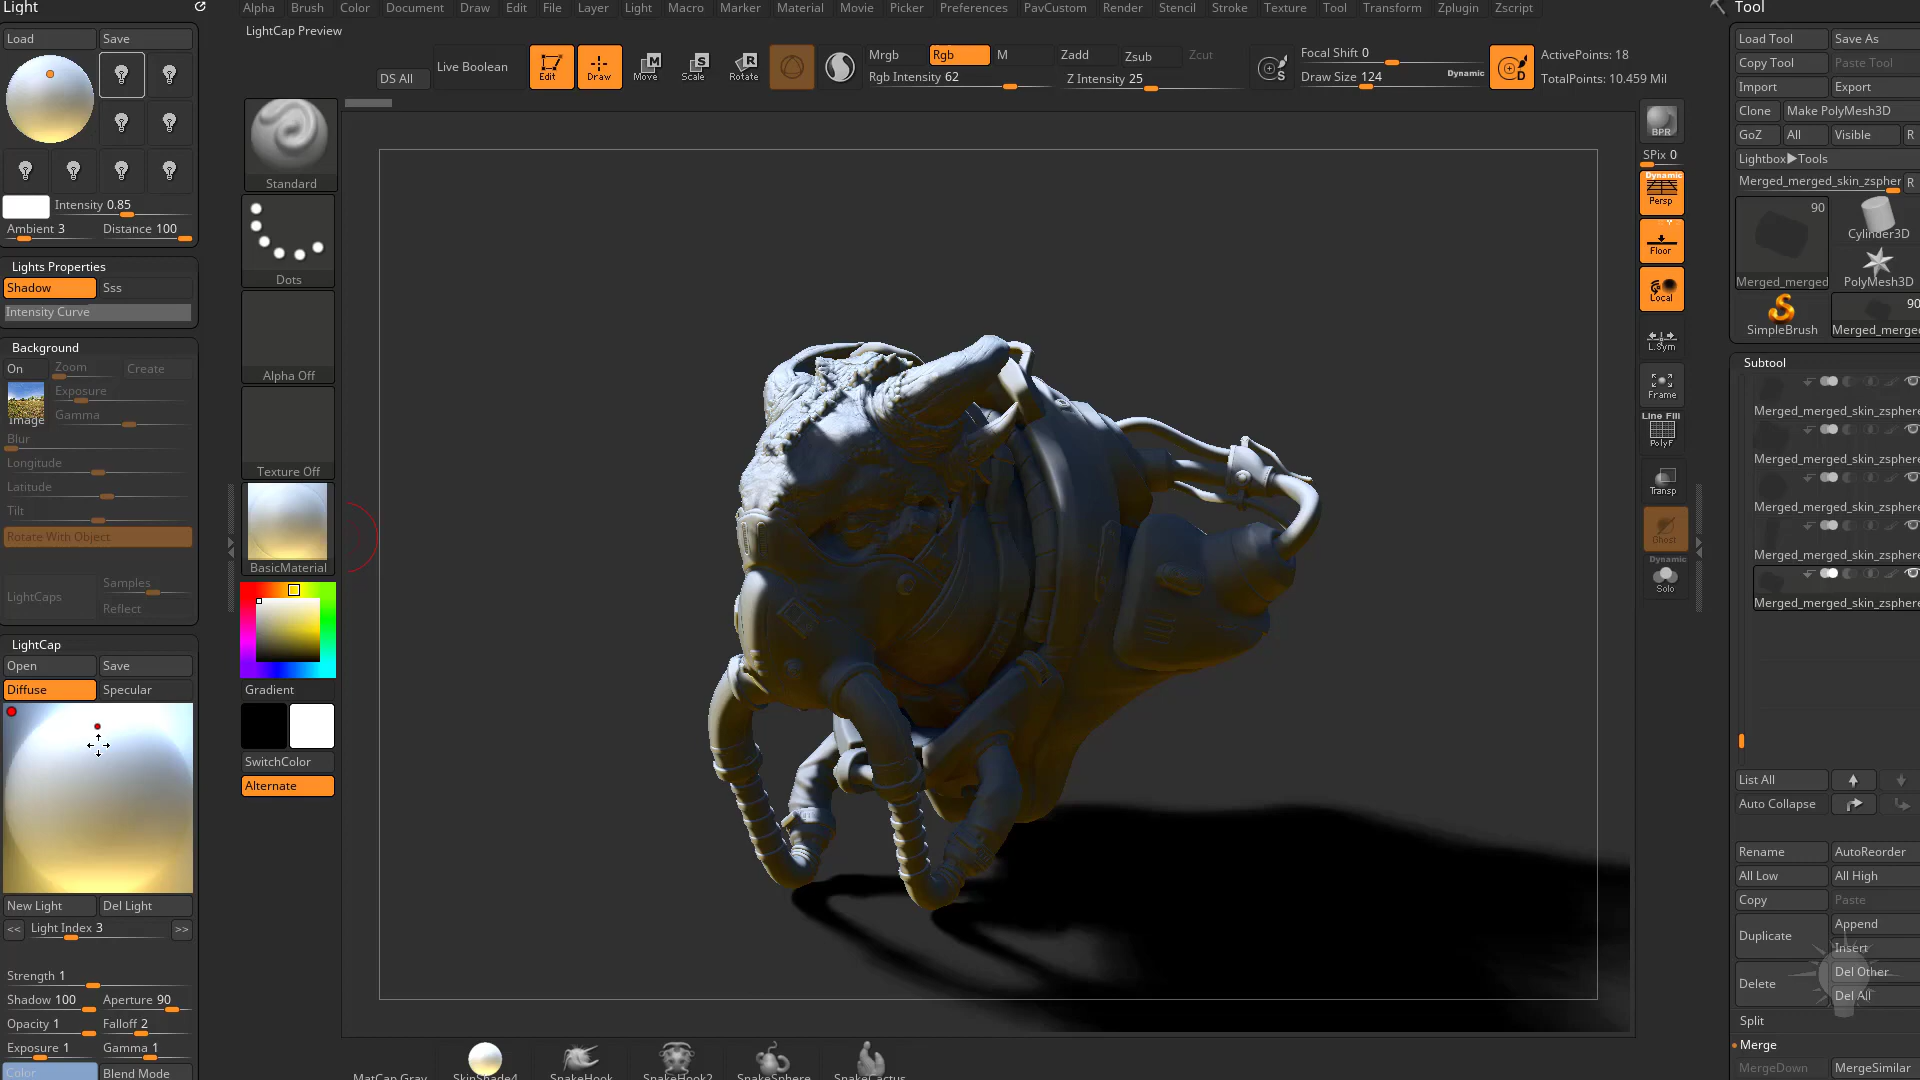 Light
Alpha Brush Color Document Draw Edit File Layer Light Macro Marker Material Movie Picker Preferences PavCustom Render Stencil Stroke Texture Tool Transform Zplugin Zscript
Tool
LightCap Preview
Load Save
DS All
Live Boolean
Edit
Draw
Move
Scale
Rotate
Mrgb Rgb M
Rgb Intensity 62
Zadd Zsub Zcut
Z Intensity 25
S
Focal Shift 0
Draw Size 124
Dynamic
D
ActivePoints: 18
TotalPoints: 10.459 Mil
Load Tool Save As
Copy Tool Paste Tool
Import Export
Clone Make PolyMesh3D
GoZ All Visible R
Lightbox▶Tools
Merged_merged_skin_zspher R
90
Cylinder3D
Merged_merged PolyMesh3D
90
SimpleBrush Merged_merge
Intensity 0.85
Ambient 3 Distance 100
Lights Properties
Shadow Sss
Intensity Curve
Background
On Zoom Create
Exposure
Image
Gamma
Blur
Longitude
Latitude
Tilt
Rotate With Object
LightCaps Samples
Reflect
LightCap
Open Save
Diffuse Specular
New Light Del Light
<< Light Index 3 >>
Strength 1
Shadow 100 Aperture 90
Opacity 1 Falloff 2
Exposure 1 Gamma 1
Color Blend Mode
Standard
Dots
Alpha Off
Texture Off
BasicMaterial
Gradient
SwitchColor
Alternate
BPR
SPix 0
Dynamic
Persp
Floor
Local
L.Sym
Frame
Line Fill
PolyF
Transp
Ghost
Dynamic
Solo
Subtool
Merged_merged_skin_zsphere
Merged_merged_skin_zsphere
Merged_merged_skin_zsphere
Merged_merged_skin_zsphere
Merged_merged_skin_zsphere
List All
Auto Collapse
Rename AutoReorder
All Low All High
Copy Paste
Duplicate Append
Insert
Delete Del Other
Del All
Split
Merge
MergeDown MergeSimilar
MatCap Gray SkinShade4 SnakeHook SnakeHook2 SnakeSphere SnakeCactus